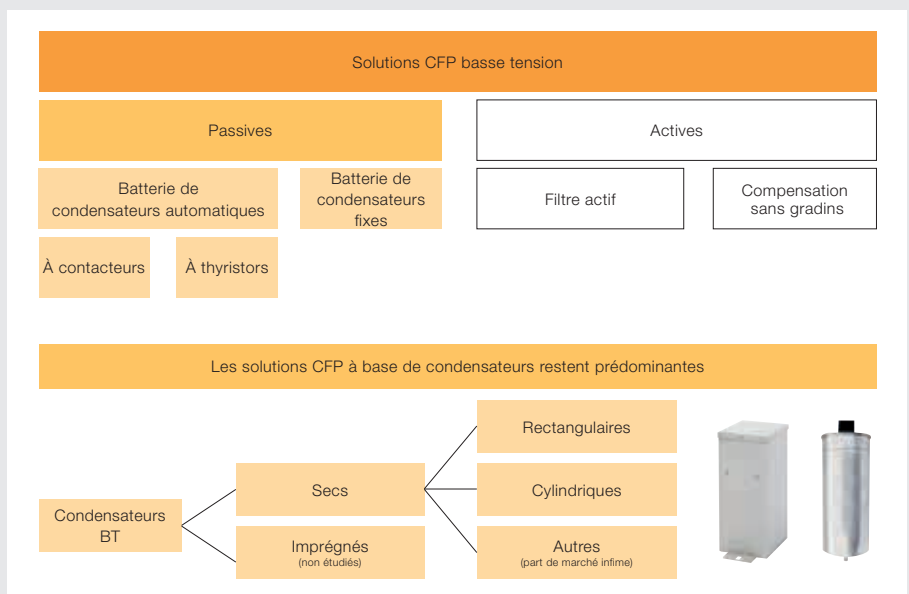 Solutions CFP basse tension
Passives
Actives
Batterie de
condensateurs automatiques
Batterie de
condensateurs
fixes
Filtre actif
Compensation
sans gradins
À contacteurs
À thyristors
Les solutions CFP à base de condensateurs restent prédominantes
Rectangulaires
Secs
Cylindriques
Condensateurs
BT
Imprégnés
(non étudiés)
Autres
(part de marché infime)